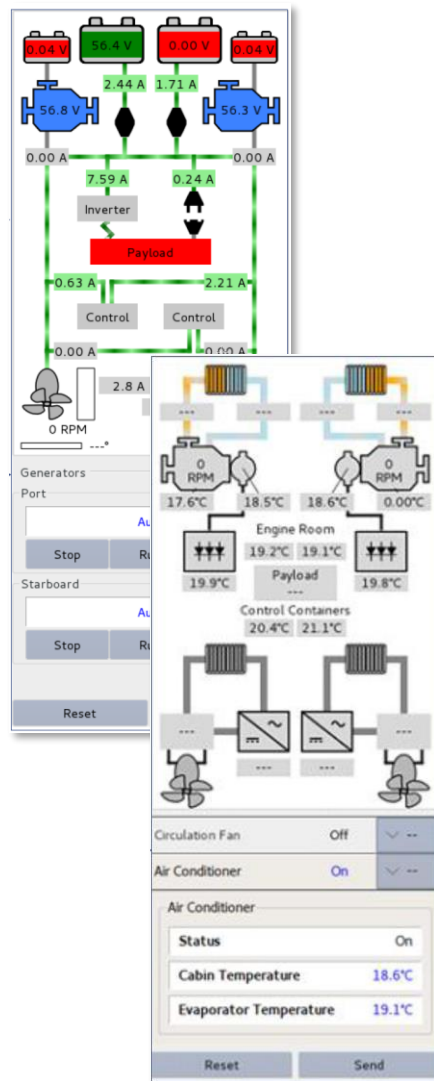 0.04 V 56.4 V 0.00 V 0.04 V
2.44 A 1.71 A
56.8 V 56.3 V
0.00 A 0.00 A
7.59 A 0.24 A
Inverter
Payload
0.63 A 2.21 A
Control Control
0.00 A 0.00 A
2.8 A
0 RPM
---°
Generators
Port
Stop
Starboard
Stop
Reset
--- --- --- ---
0 RPM 0 RPM
17.6°C 18.5°C 18.6°C 0.00°C
Engine Room
19.2°C 19.1°C
19.9°C 19.8°C
Payload
---
Control Containers
20.4°C 21.1°C
--- ---
--- ---
Circulation Fan Off --
Air Conditioner On --
Air Conditioner
Status On
Cabin Temperature 18.6°C
Evaporator Temperature 19.1°C
Reset Send